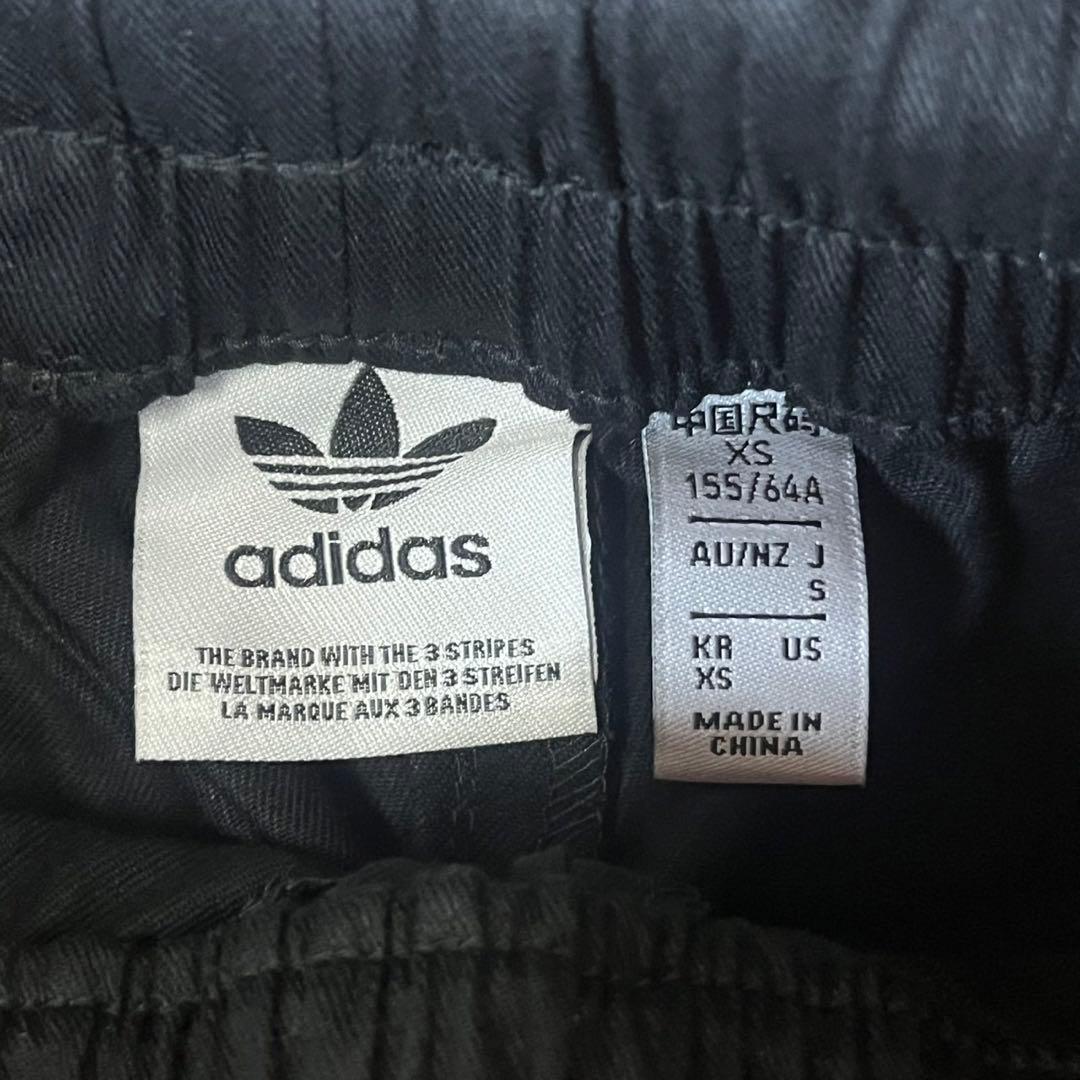 adidas
THE BRAND WITH THE 3 STRIPES
DIE WELTMARKE MIT DEN 3 STREIFEN
LA MARQUE AUX 3 BANDES
中国尺码
XS
155/64A
AU/NZ J
S
KR US
XS
MADE IN
CHINA